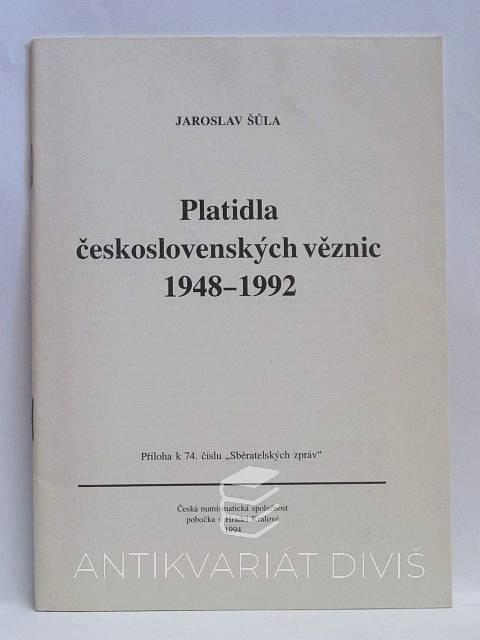 JAROSLAV ŠŮLA
Platidla
československých věznic
1948–1992
Příloha k 74. číslu „Sběratelských zpráv“
Česká numismatická společnost
pobočka v Hradci Králové
1994
ANTIKVARIÁT DIVIŠ